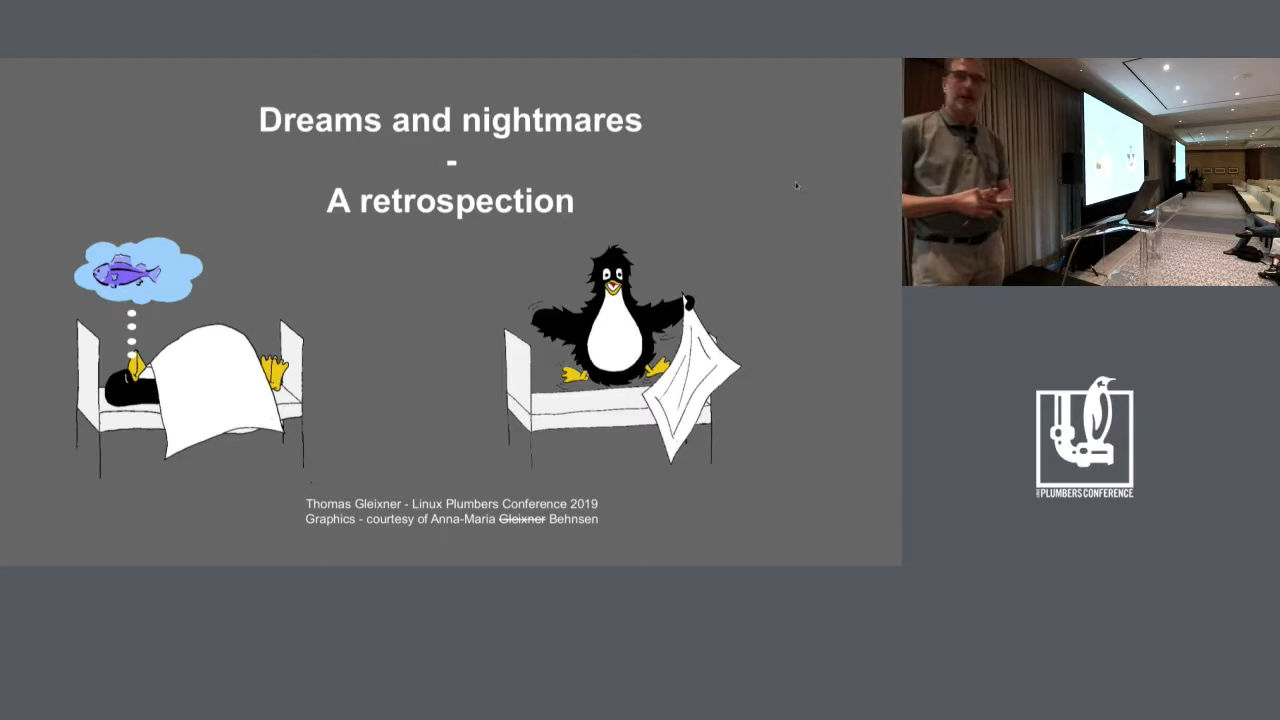 Dreams and nightmares
-
A retrospection
Thomas Gleixner - Linux Plumbers Conference 2019
Graphics - courtesy of Anna-Maria Gleixner Behnsen
PLUMBERS CONFERENCE